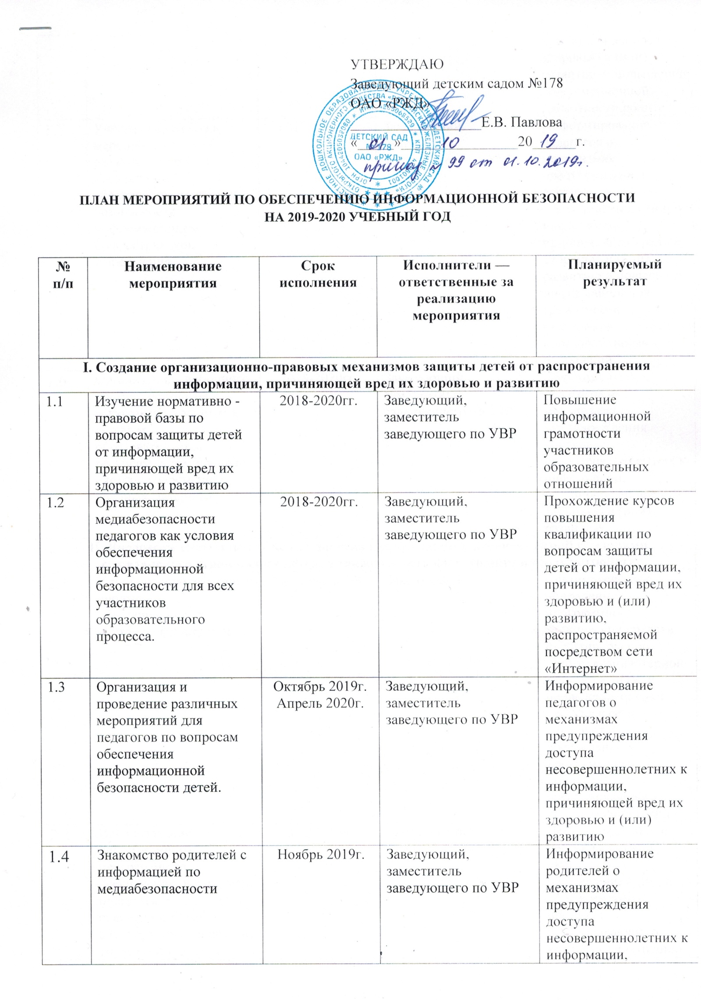 УТВЕРЖДАЮ
Заведующий детским садом №178
ОАО «РЖД»
Е.В. Павлова
«01» 10 2019 г.
приказ № 99 от 01.10.2019г.
ДЕТСКИЙ САД
№ 178
ОАО «РЖД»
ПЛАН МЕРОПРИЯТИЙ ПО ОБЕСПЕЧЕНИЮ ИНФОРМАЦИОННОЙ БЕЗОПАСНОСТИ
НА 2019-2020 УЧЕБНЫЙ ГОД
№
п/п
Наименование
мероприятия
Срок
исполнения
Исполнители —
ответственные за
реализацию
мероприятия
Планируемый
результат
I. Создание организационно-правовых механизмов защиты детей от распространения
информации, причиняющей вред их здоровью и развитию
1.1
Изучение нормативно -
правовой базы по
вопросам защиты детей
от информации,
причиняющей вред их
здоровью и развитию
2018-2020гг.
Заведующий,
заместитель
заведующего по УВР
Повышение
информационной
грамотности
участников
образовательных
отношений
1.2
Организация
медиабезопасности
педагогов как условия
обеспечения
информационной
безопасности для всех
участников
образовательного
процесса.
2018-2020гг.
Заведующий,
заместитель
заведующего по УВР
Прохождение курсов
повышения
квалификации по
вопросам защиты
детей от информации,
причиняющей вред их
здоровью и (или)
развитию,
распространяемой
посредством сети
«Интернет»
1.3
Организация и
проведение различных
мероприятий для
педагогов по вопросам
обеспечения
информационной
безопасности детей.
Октябрь 2019г.
Апрель 2020г.
Заведующий,
заместитель
заведующего по УВР
Информирование
педагогов о
механизмах
предупреждения
доступа
несовершеннолетних к
информации,
причиняющей вред их
здоровью и (или)
развитию
1.4
Знакомство родителей с
информацией по
медиабезопасности
Ноябрь 2019г.
Заведующий,
заместитель
заведующего по УВР
Информирование
родителей о
механизмах
предупреждения
доступа
несовершеннолетних к
информации,